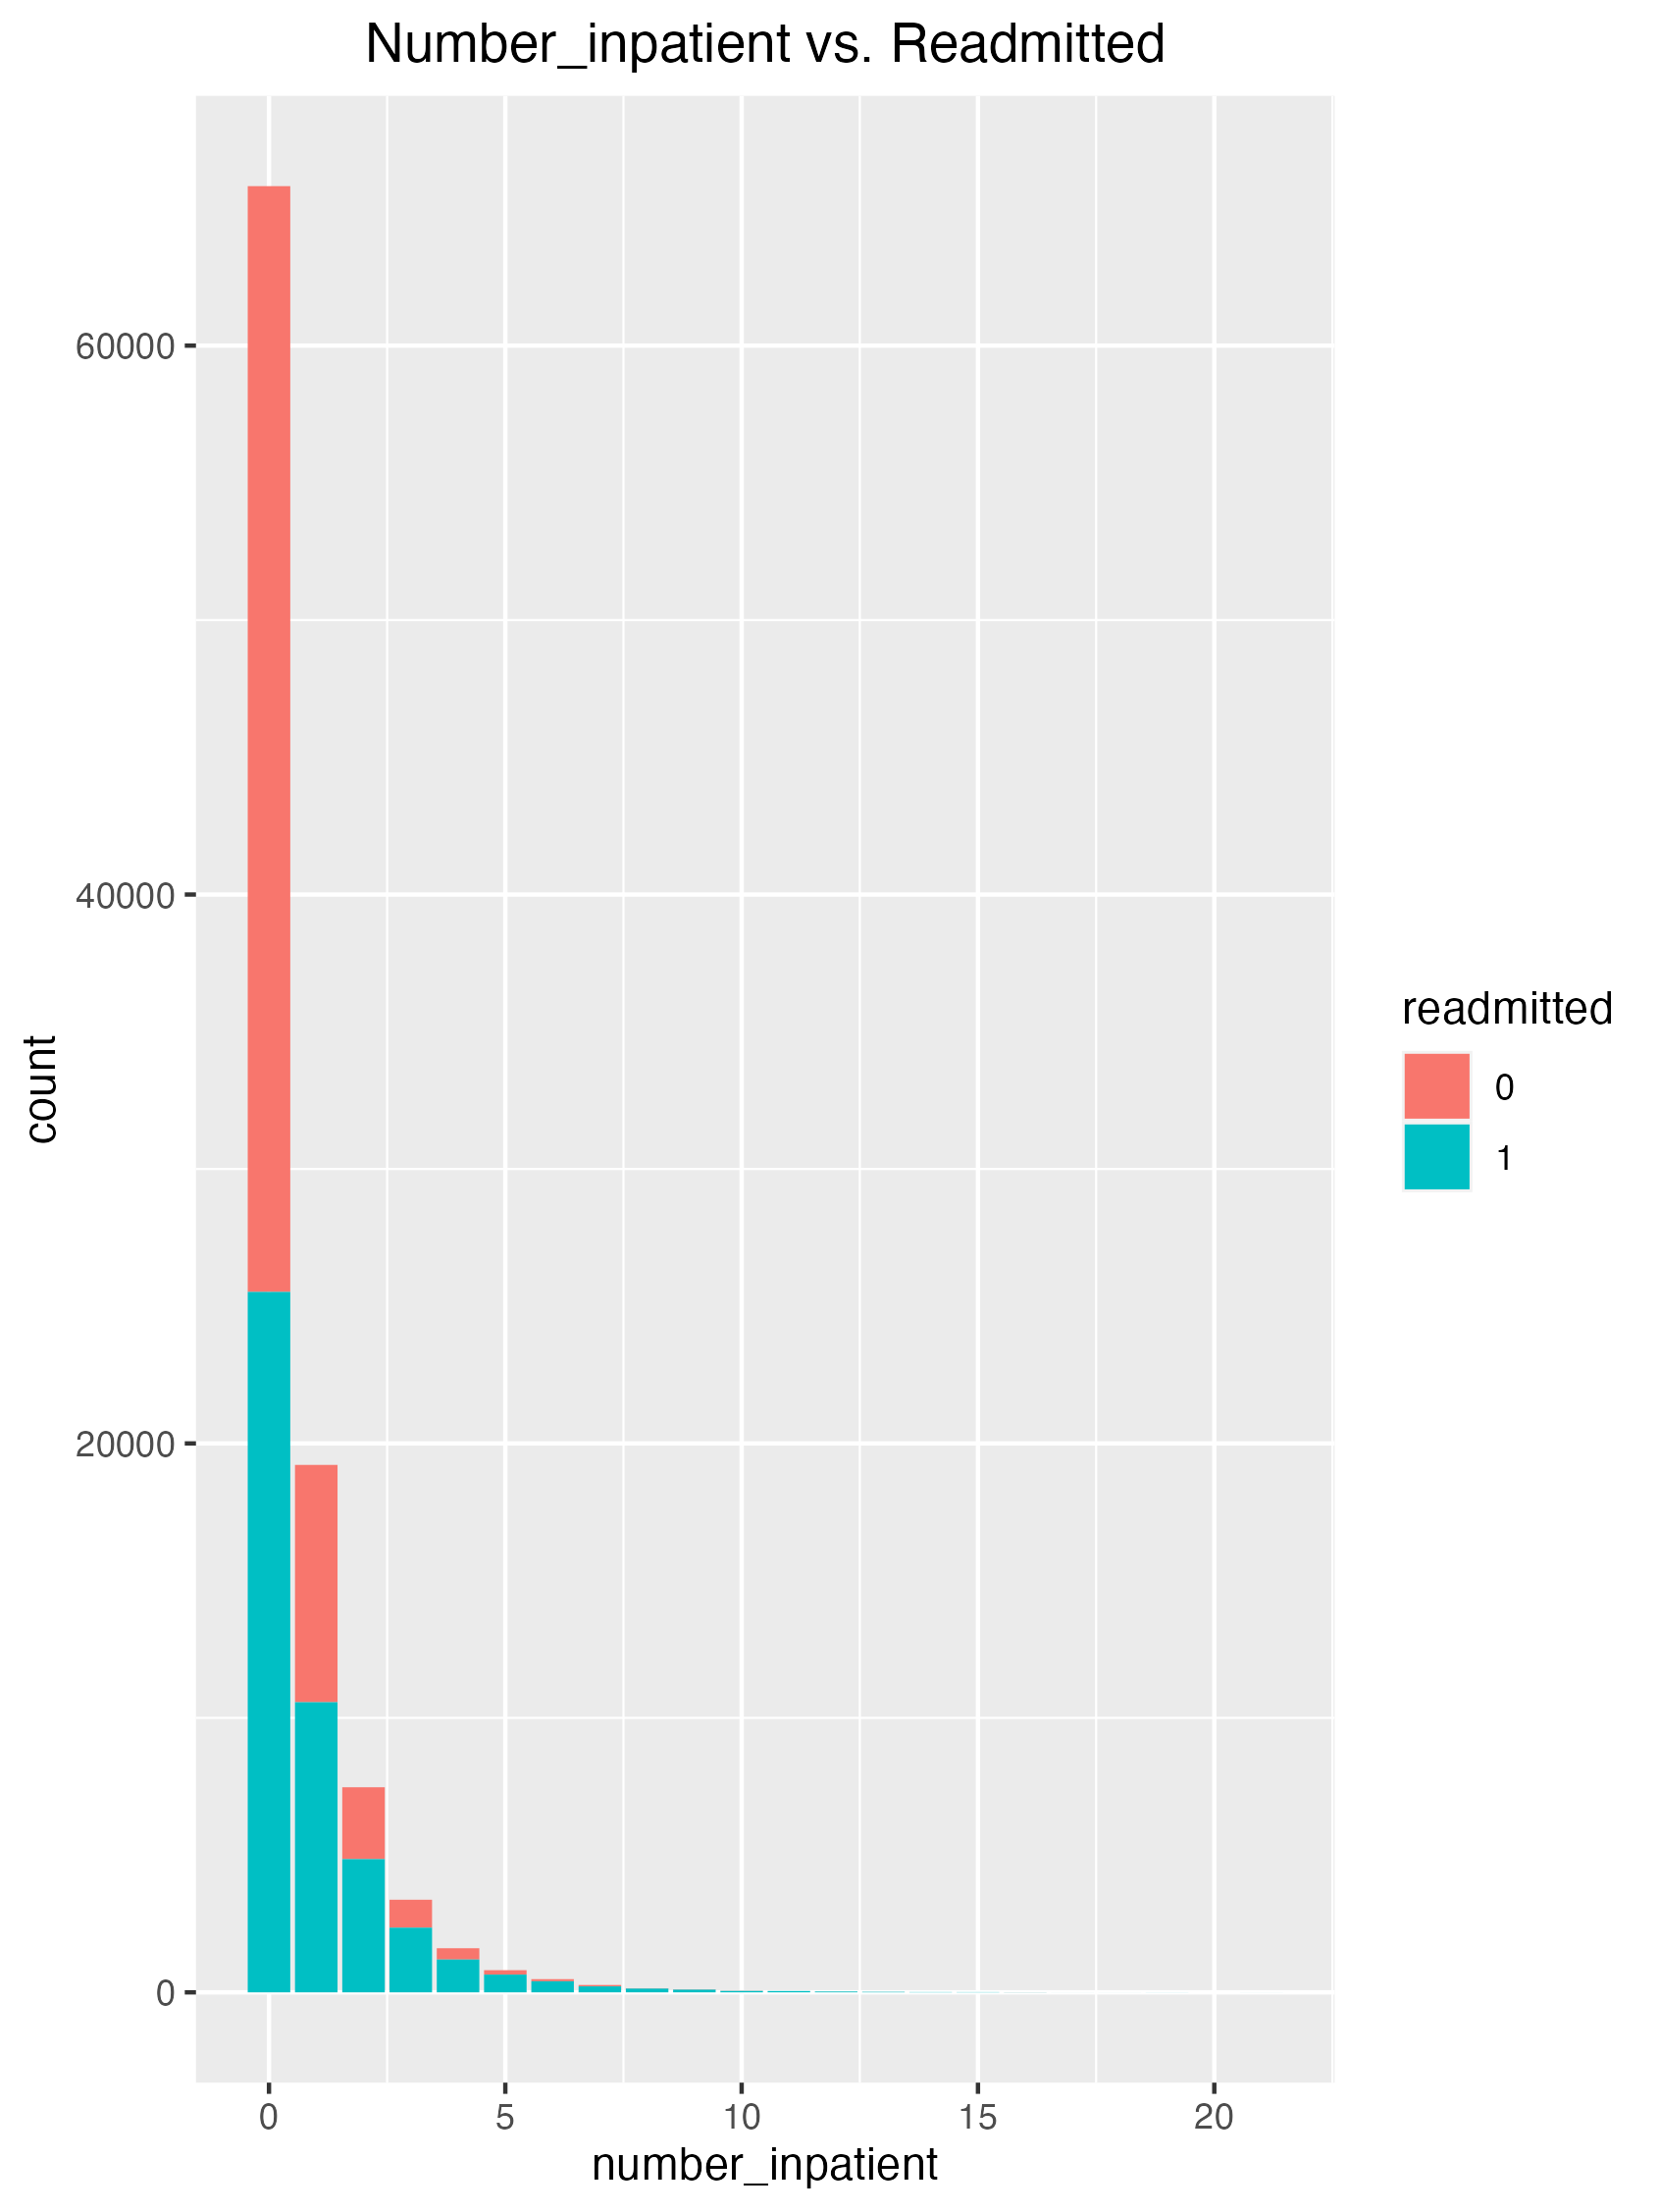 Number_inpatient vs. Readmitted
60000
40000
20000
0
count
0 5 10 15 20
number_inpatient
readmitted
0
1